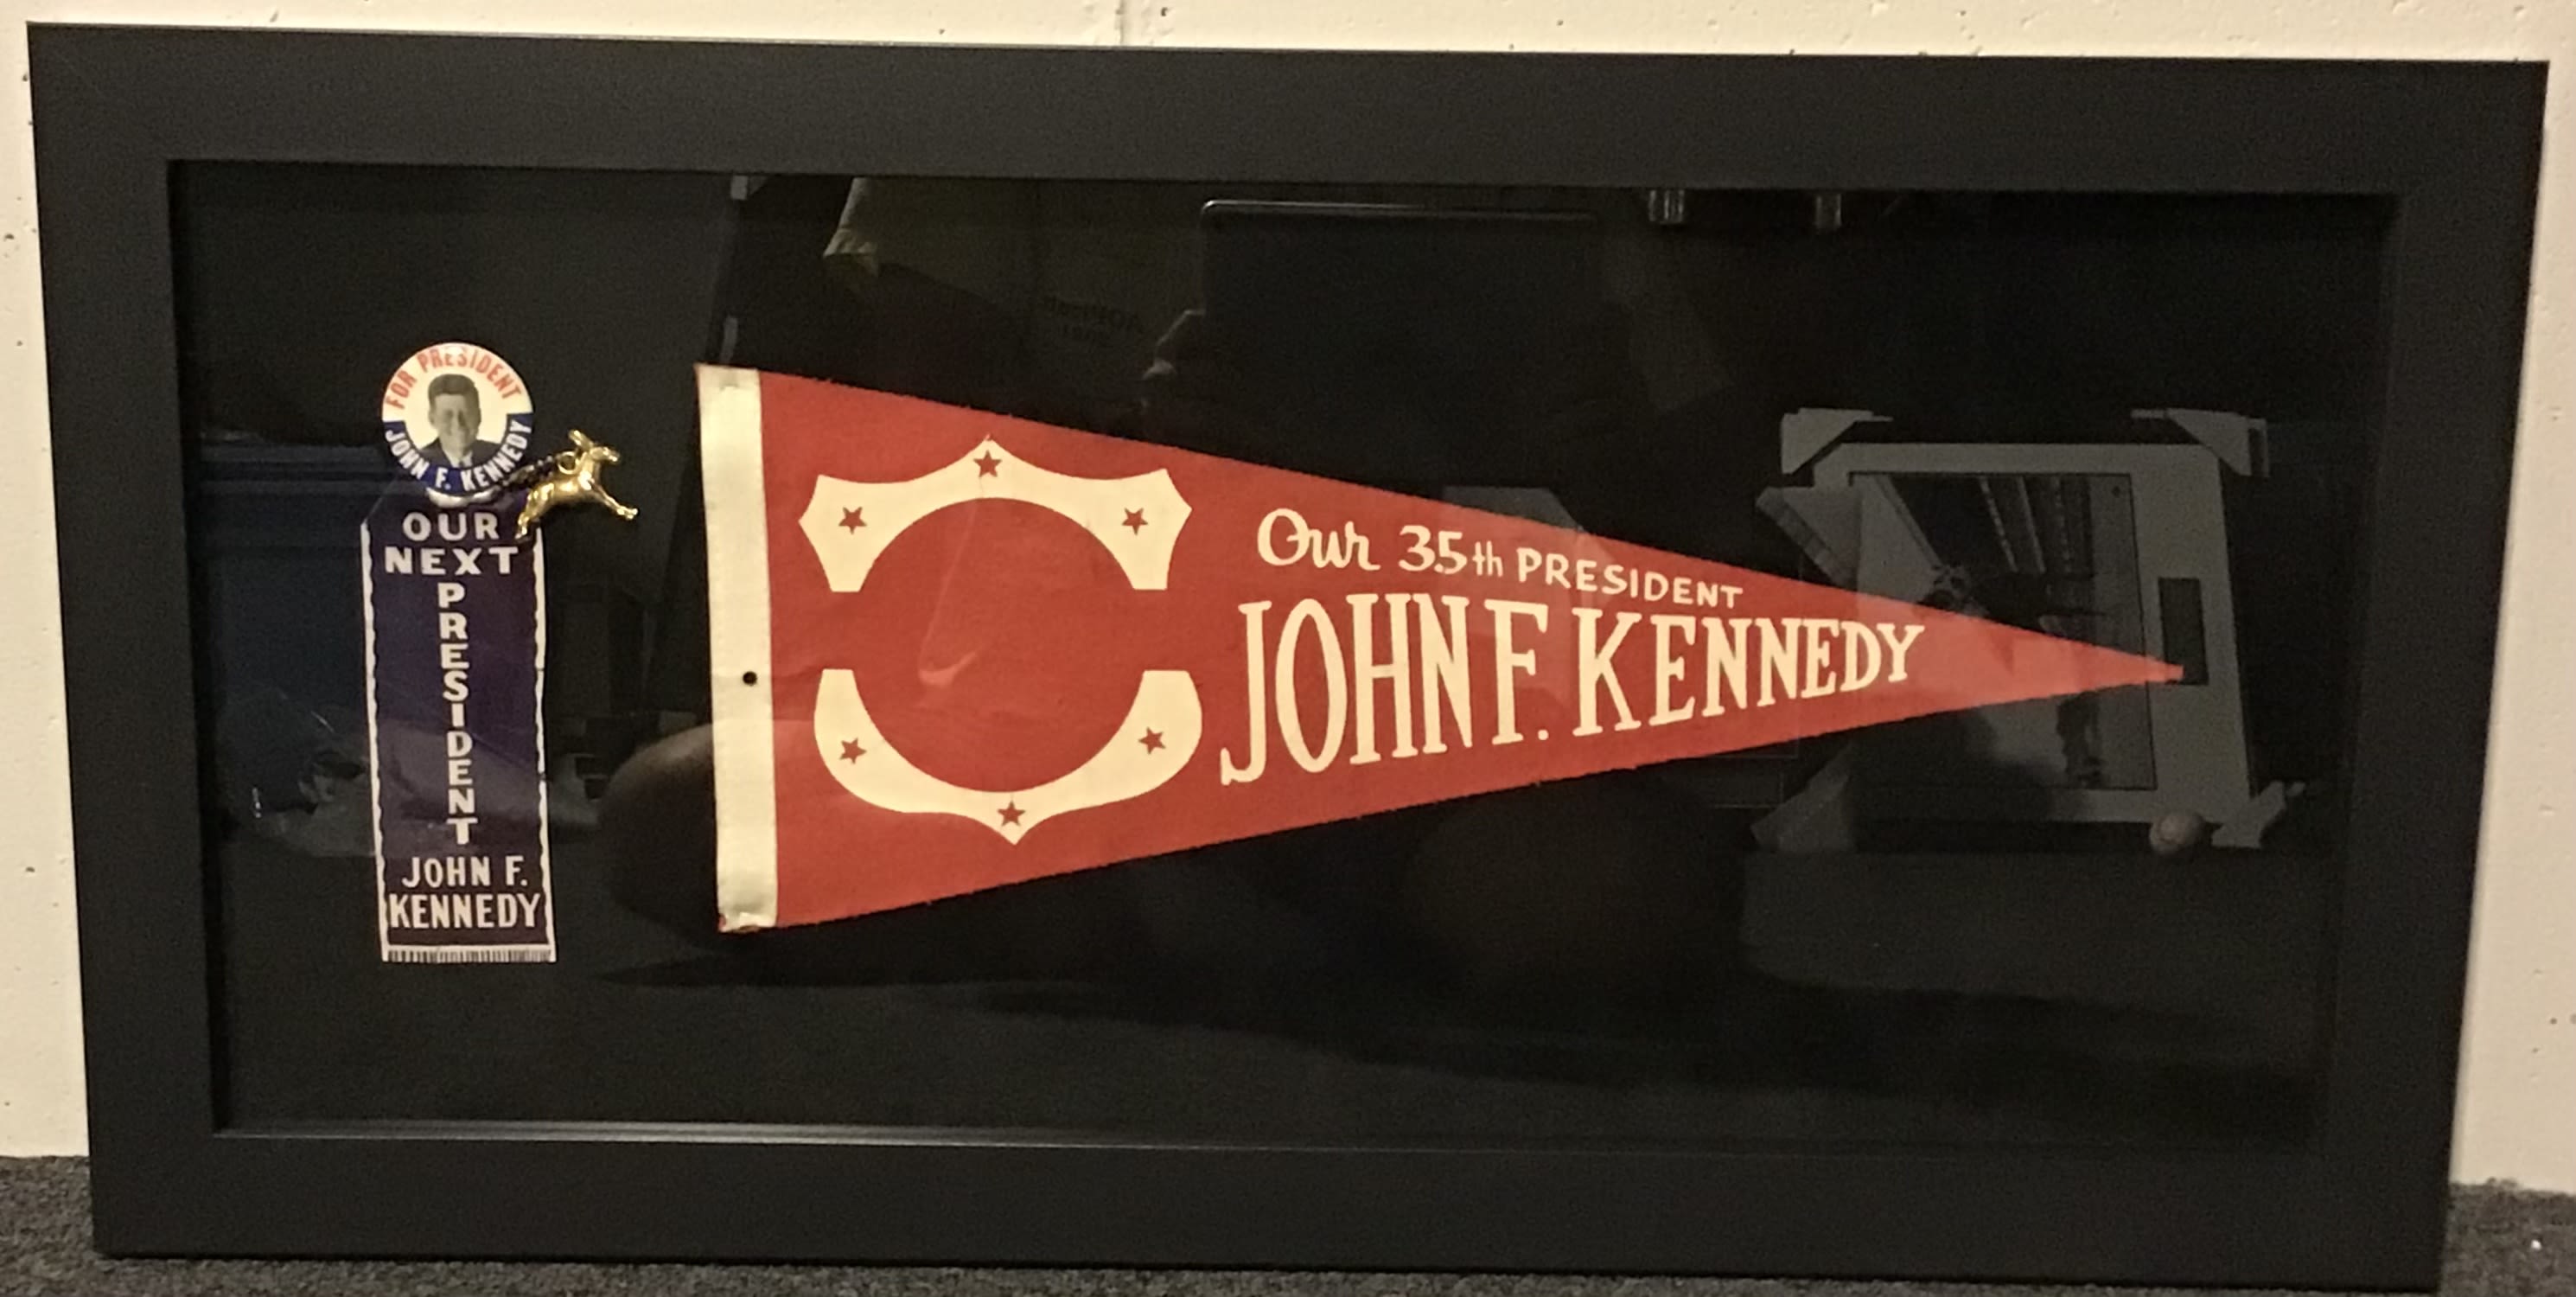 FOR PRESIDENT
JOHN F. KENNEDY
OUR
NEXT
PRESIDENT
JOHN F.
KENNEDY
Our 35th PRESIDENT
JOHN F. KENNEDY